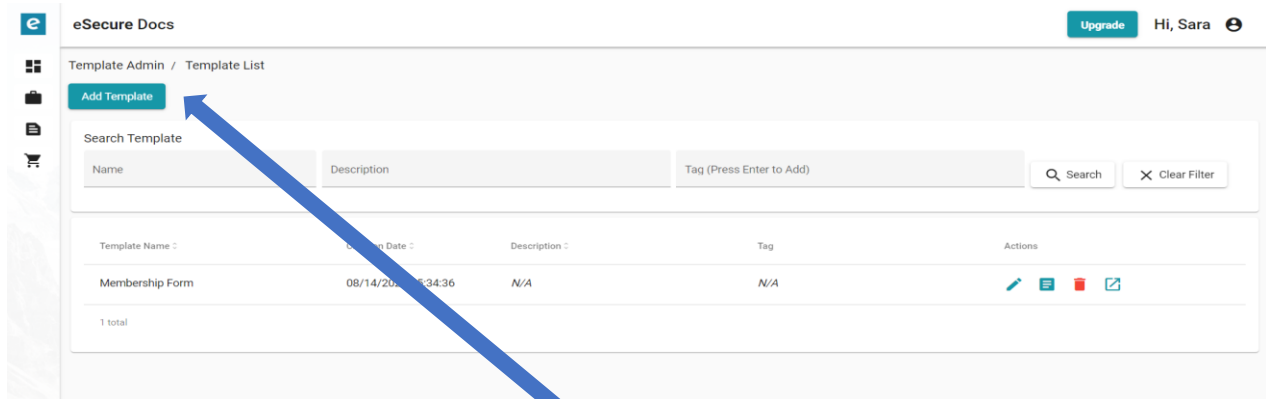 e eSecure Docs Upgrade Hi, Sara
Template Admin / Template List
Add Template
Search Template
Name Description Tag (Press Enter to Add) Search Clear Filter
Template Name Date Description Tag Actions
Membership Form N/A N/A
1 total